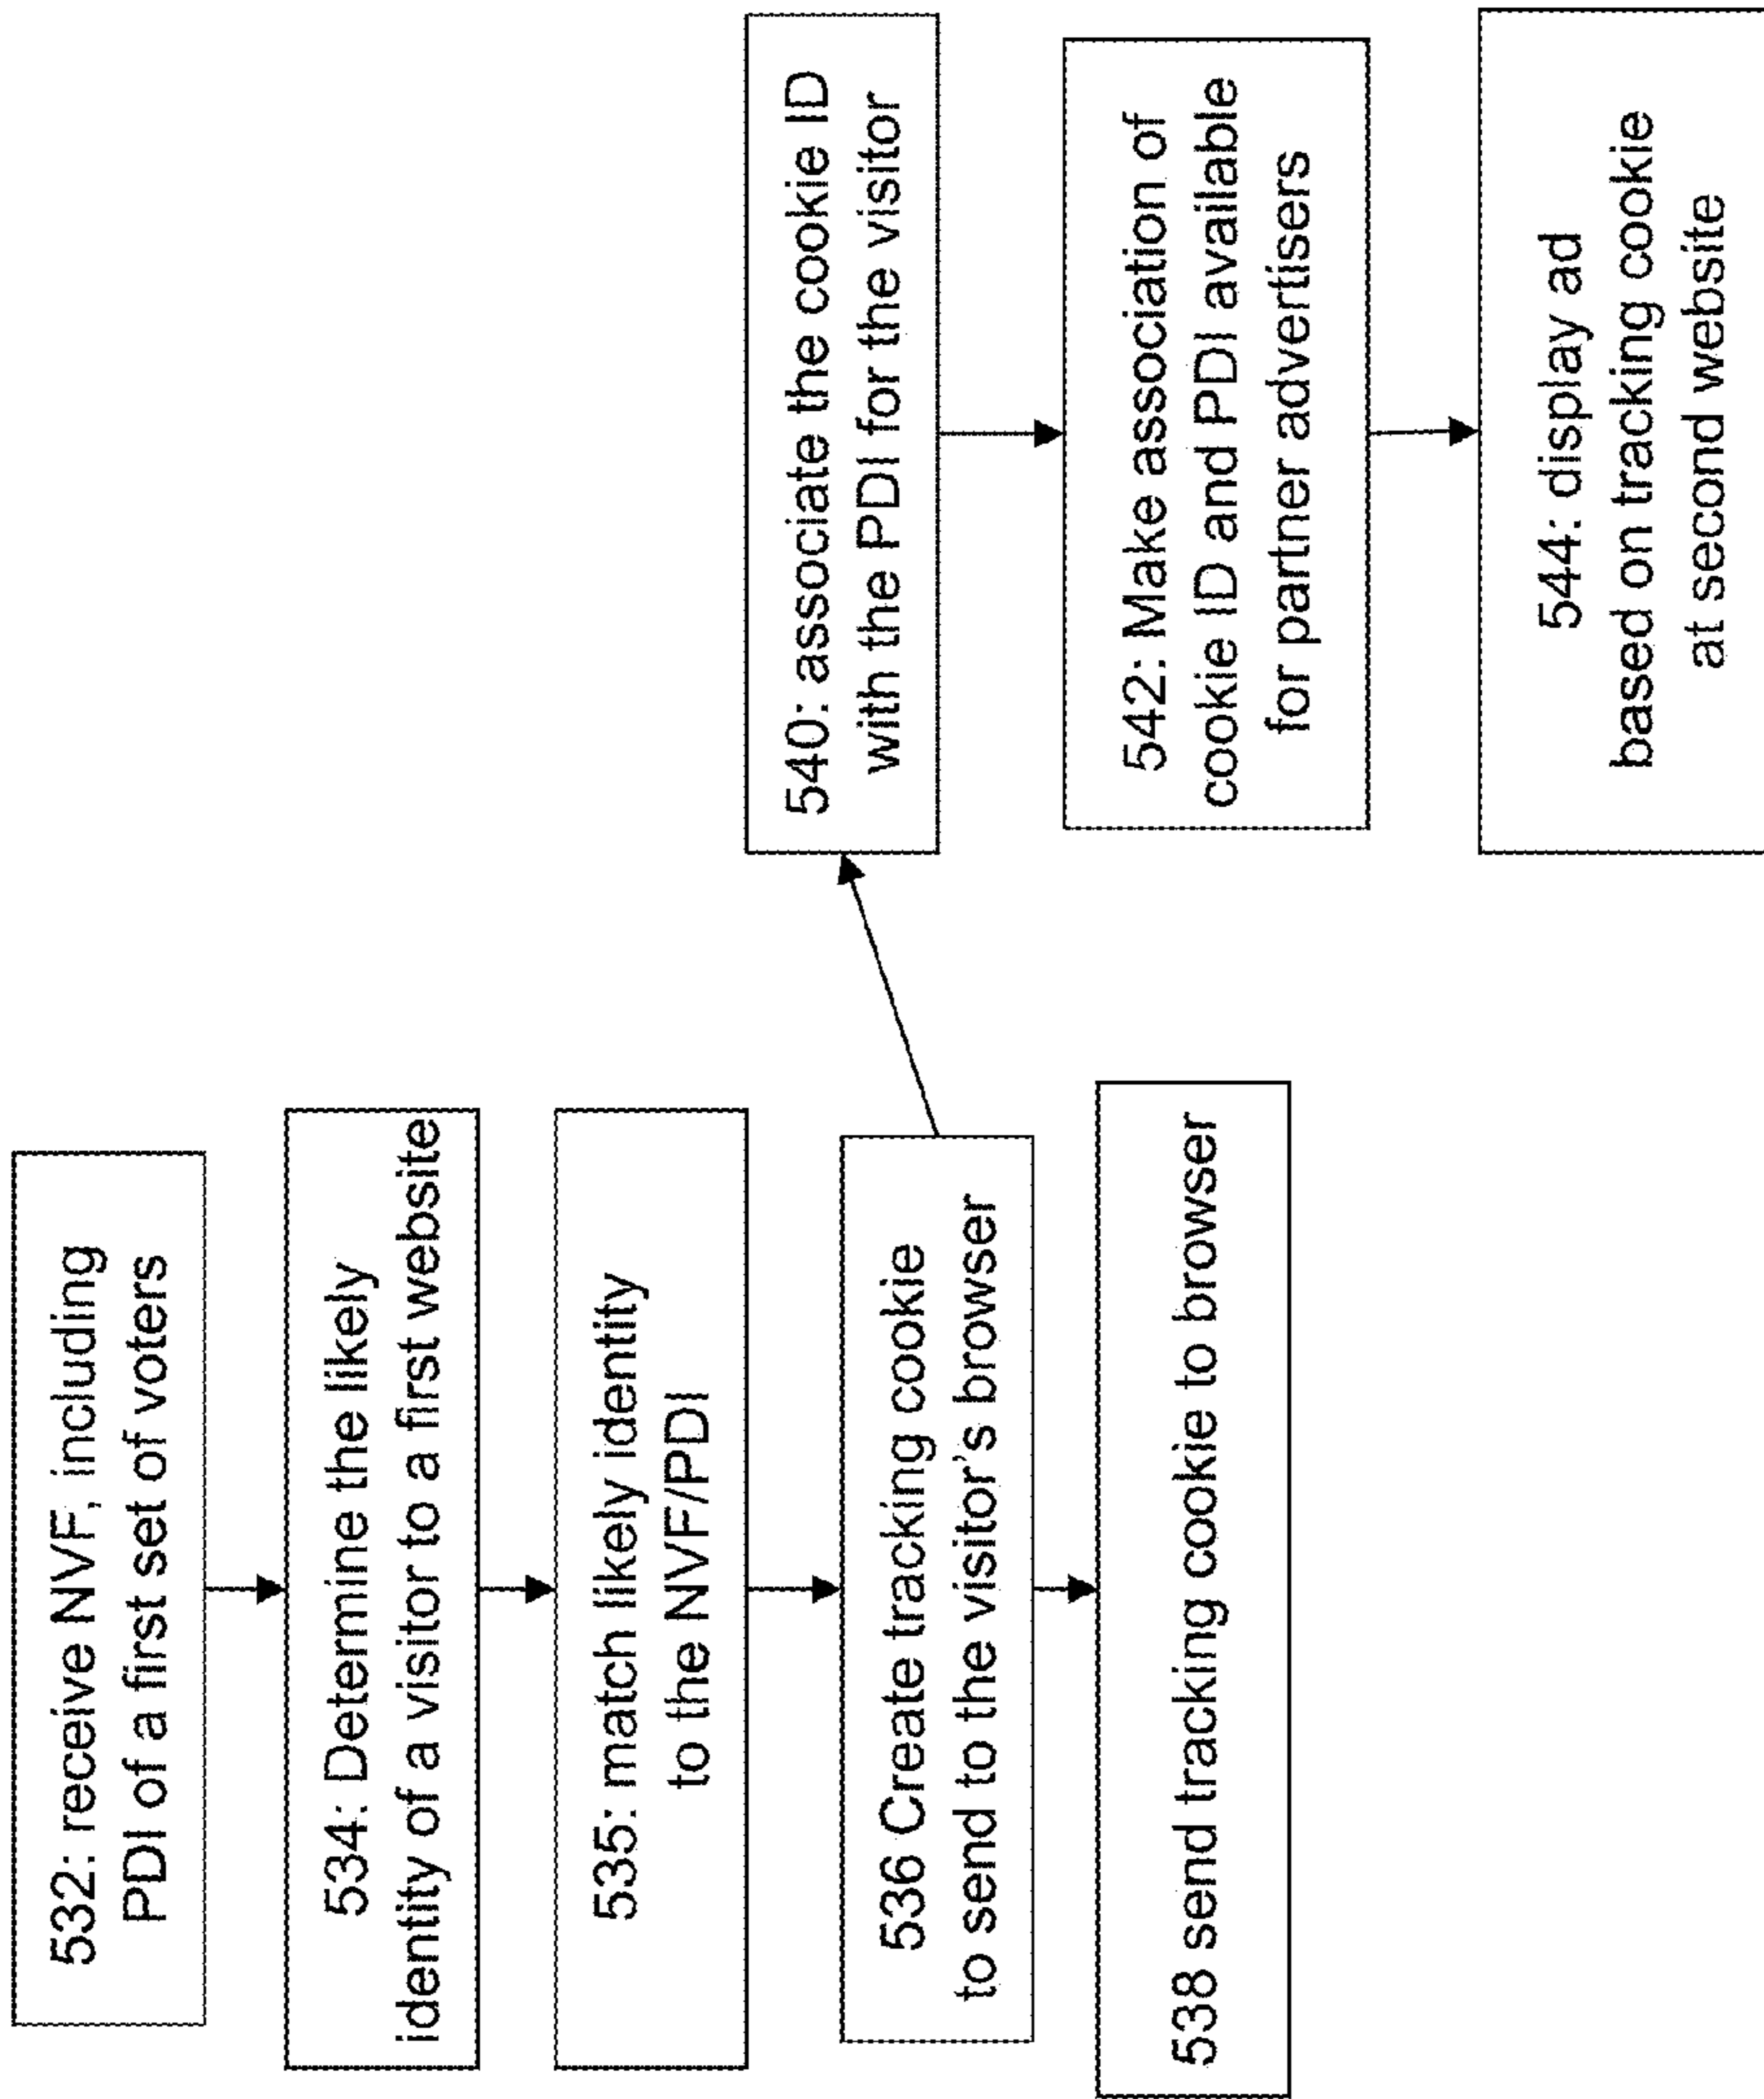 532: receive NVF, including
PDI of a first set of voters
534: Determine the likely
identity of a visitor to a first website
535: match likely identity
to the NVF/PDI
536 Create tracking cookie
to send to the visitor's browser
538 send tracking cookie to browser
540: associate the cookie ID
with the PDI for the visitor
542: Make association of
cookie ID and PDI available
for partner advertisers
544: display ad
based on tracking cookie
at second website